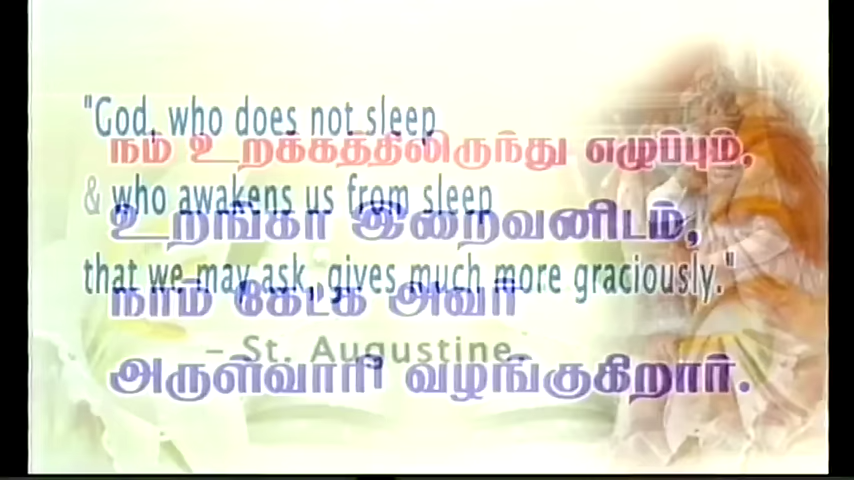 "God, who does not sleep
நம் உறக்கத்திலிருந்து எழுப்பும்,
& who awakens us from sleep
உறங்கா இறைவனிடம்,
that we may ask, gives much more graciously."
நாம் கேட்க அவர்
– St. Augustine
அருள்வாரி வழங்குகிறார்.